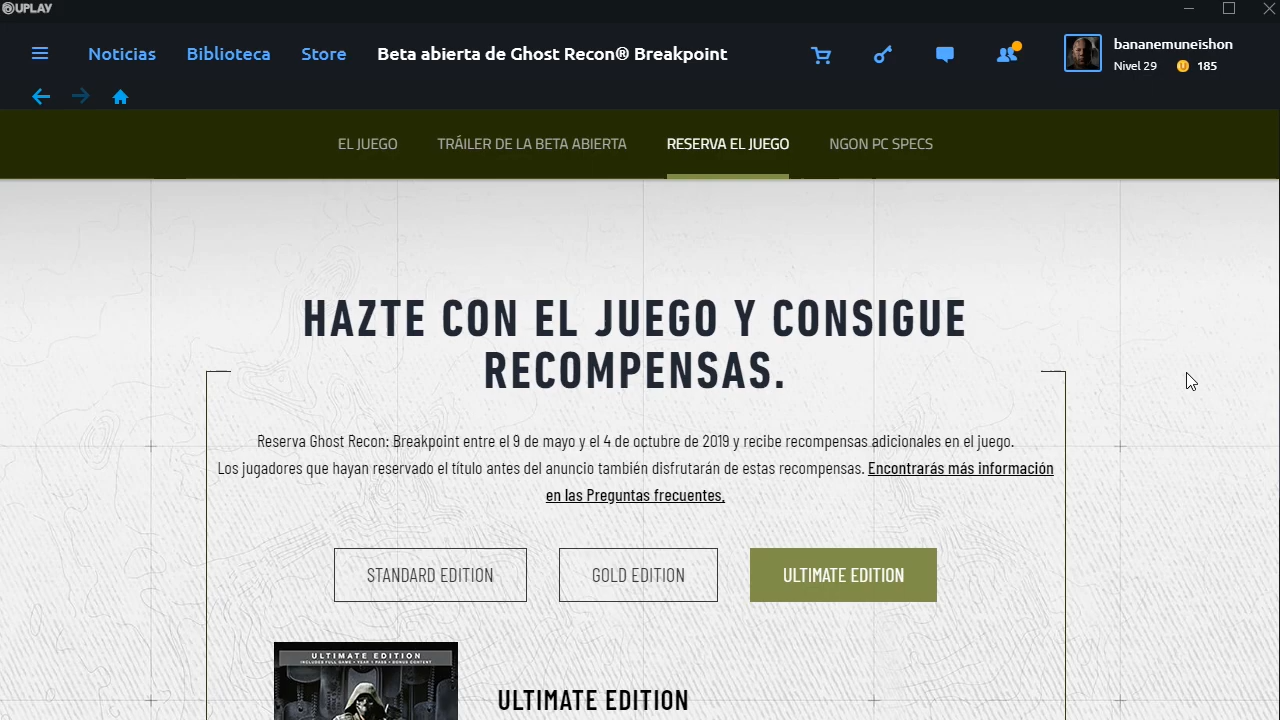 UPLAY
Noticias
Biblioteca
Store
Beta abierta de Ghost Recon® Breakpoint
bananemuneishon
Nivel 29
185
EL JUEGO
TRÁILER DE LA BETA ABIERTA
RESERVA EL JUEGO
NGON PC SPECS
HAZTE CON EL JUEGO Y CONSIGUE
RECOMPENSAS.
Reserva Ghost Recon: Breakpoint entre el 9 de mayo y el 4 de octubre de 2019 y recibe recompensas adicionales en el juego.
Los jugadores que hayan reservado el título antes del anuncio también disfrutarán de estas recompensas. Encontrarás más información
en las Preguntas frecuentes.
STANDARD EDITION
GOLD EDITION
ULTIMATE EDITION
ULTIMATE EDITION
INCLUDES FULL GAME + YEAR 1 PASS + BONUS CONTENT
ULTIMATE EDITION